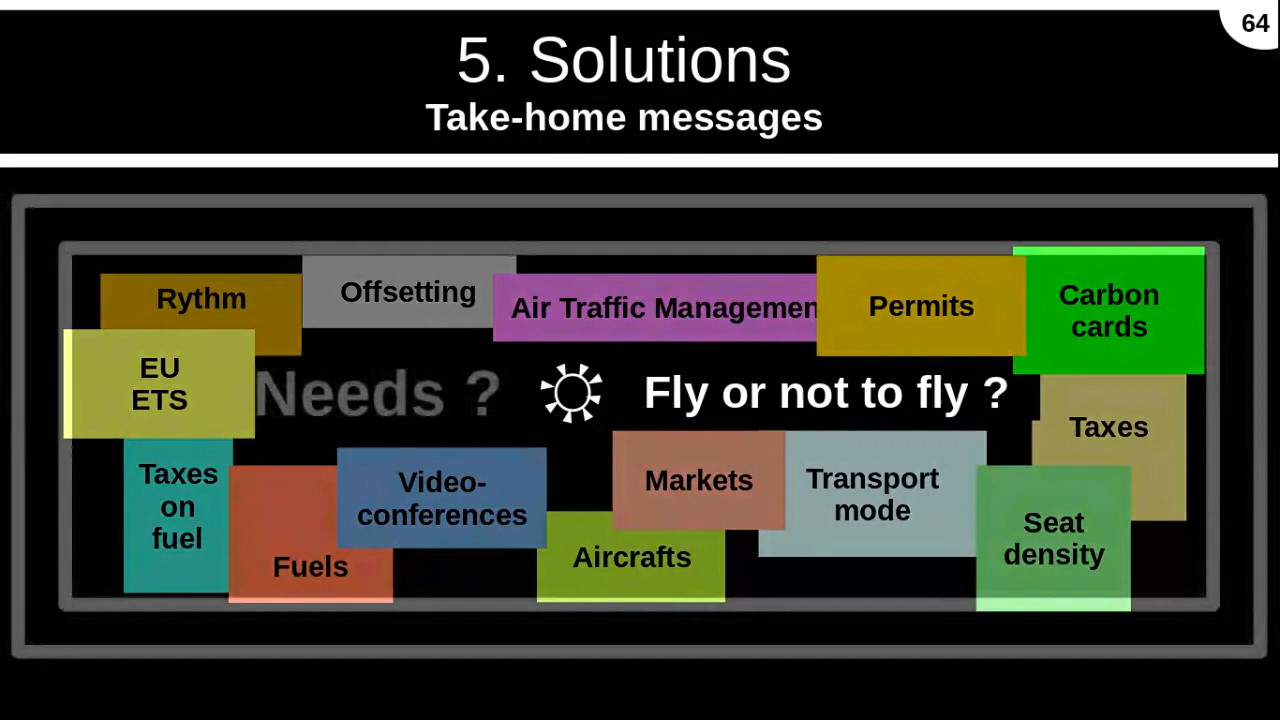 64
5. Solutions
Take-home messages
Rythm
Offsetting
Air Traffic Managemen
Permits
Carbon
cards
EU
ETS
Needs ?
Fly or not to fly ?
Taxes
Taxes
on
fuel
Fuels
Video-
conferences
Aircrafts
Markets
Transport
mode
Seat
density